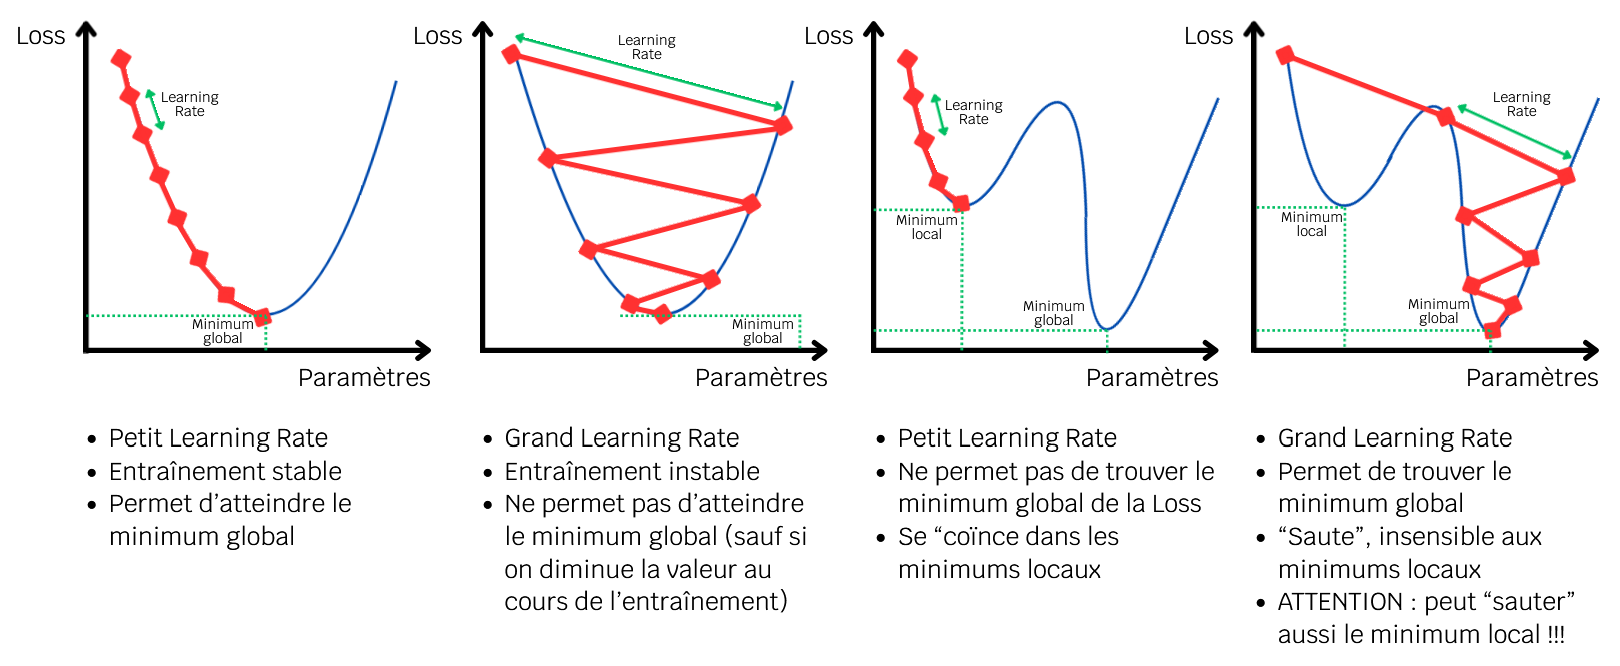 Loss
Learning
Rate
Minimum
global
Paramètres
• Petit Learning Rate
• Entraînement stable
• Permet d’atteindre le
minimum global
Loss
Learning
Rate
Minimum
global
Paramètres
• Grand Learning Rate
• Entraînement instable
• Ne permet pas d’atteindre
le minimum global (sauf si
on diminue la valeur au
cours de l’entraînement)
Loss
Learning
Rate
Minimum
local
Minimum
global
Paramètres
• Petit Learning Rate
• Ne permet pas de trouver le
minimum global de la Loss
• Se “coïnce dans les
minimums locaux
Loss
Learning
Rate
Minimum
local
Minimum
global
Paramètres
• Grand Learning Rate
• Permet de trouver le
minimum global
• “Saute”, insensible aux
minimums locaux
• ATTENTION : peut “sauter”
aussi le minimum local !!!